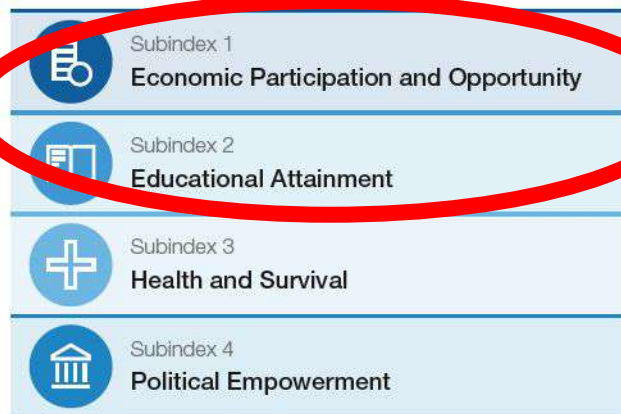 Subindex 1
Economic Participation and Opportunity
Subindex 2
Educational Attainment
Subindex 3
Health and Survival
Subindex 4
Political Empowerment